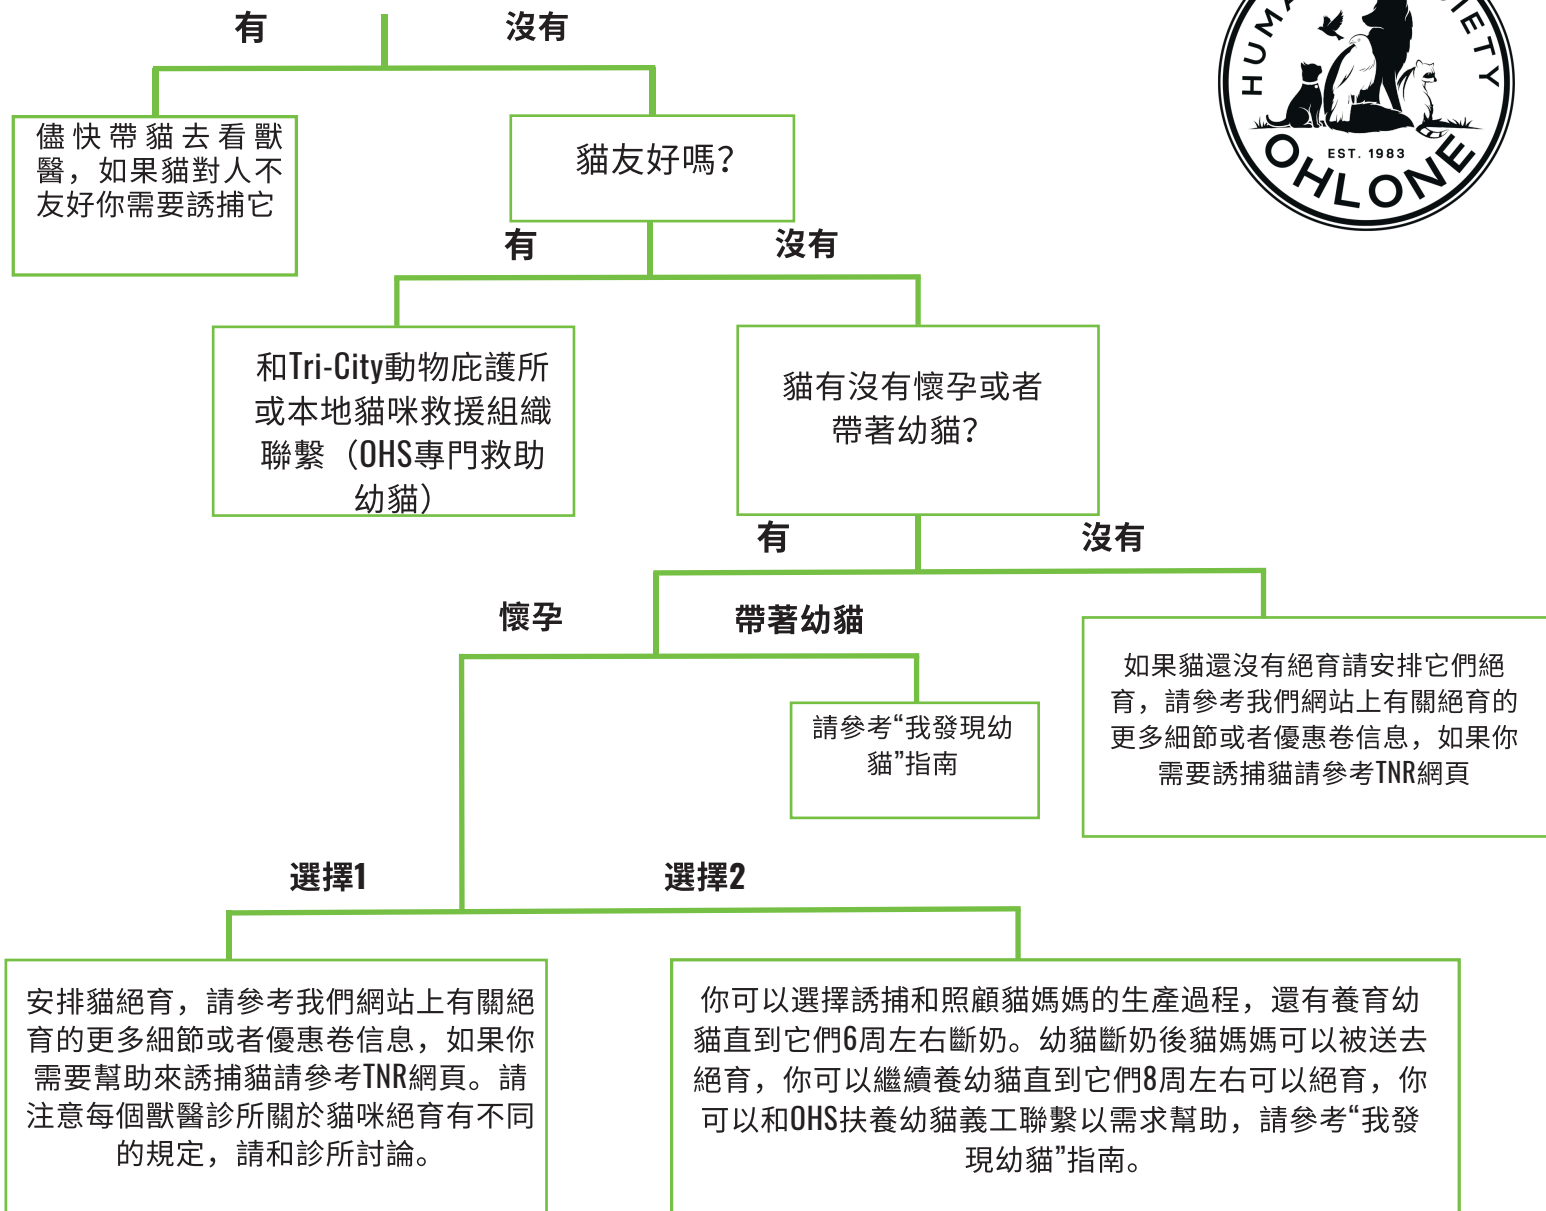 有
沒有
HUMA
IETY
EST. 1983
OHLONE
儘快帶貓去看獸
醫，如果貓對人不
友好你需要誘捕它
貓友好嗎？
有
沒有
和Tri-City動物庇護所
或本地貓咪救援組織
聯繫（OHS專門救助
幼貓）
貓有沒有懷孕或者
帶著幼貓？
有
沒有
懷孕
帶著幼貓
請參考“我發現幼
貓”指南
如果貓還沒有絕育請安排它們絕
育，請參考我們網站上有關絕育的
更多細節或者優惠卷信息，如果你
需要誘捕貓請參考TNR網頁
選擇1
選擇2
安排貓絕育，請參考我們網站上有關絕
育的更多細節或者優惠卷信息，如果你
需要幫助來誘捕貓請參考TNR網頁。請
注意每個獸醫診所關於貓咪絕育有不同
的規定，請和診所討論。
你可以選擇誘捕和照顧貓媽媽的生產過程，還有養育幼
貓直到它們6周左右斷奶。幼貓斷奶後貓媽媽可以被送去
絕育，你可以繼續養幼貓直到它們8周左右可以絕育，你
可以和OHS扶養幼貓義工聯繫以需求幫助，請參考“我發
現幼貓”指南。